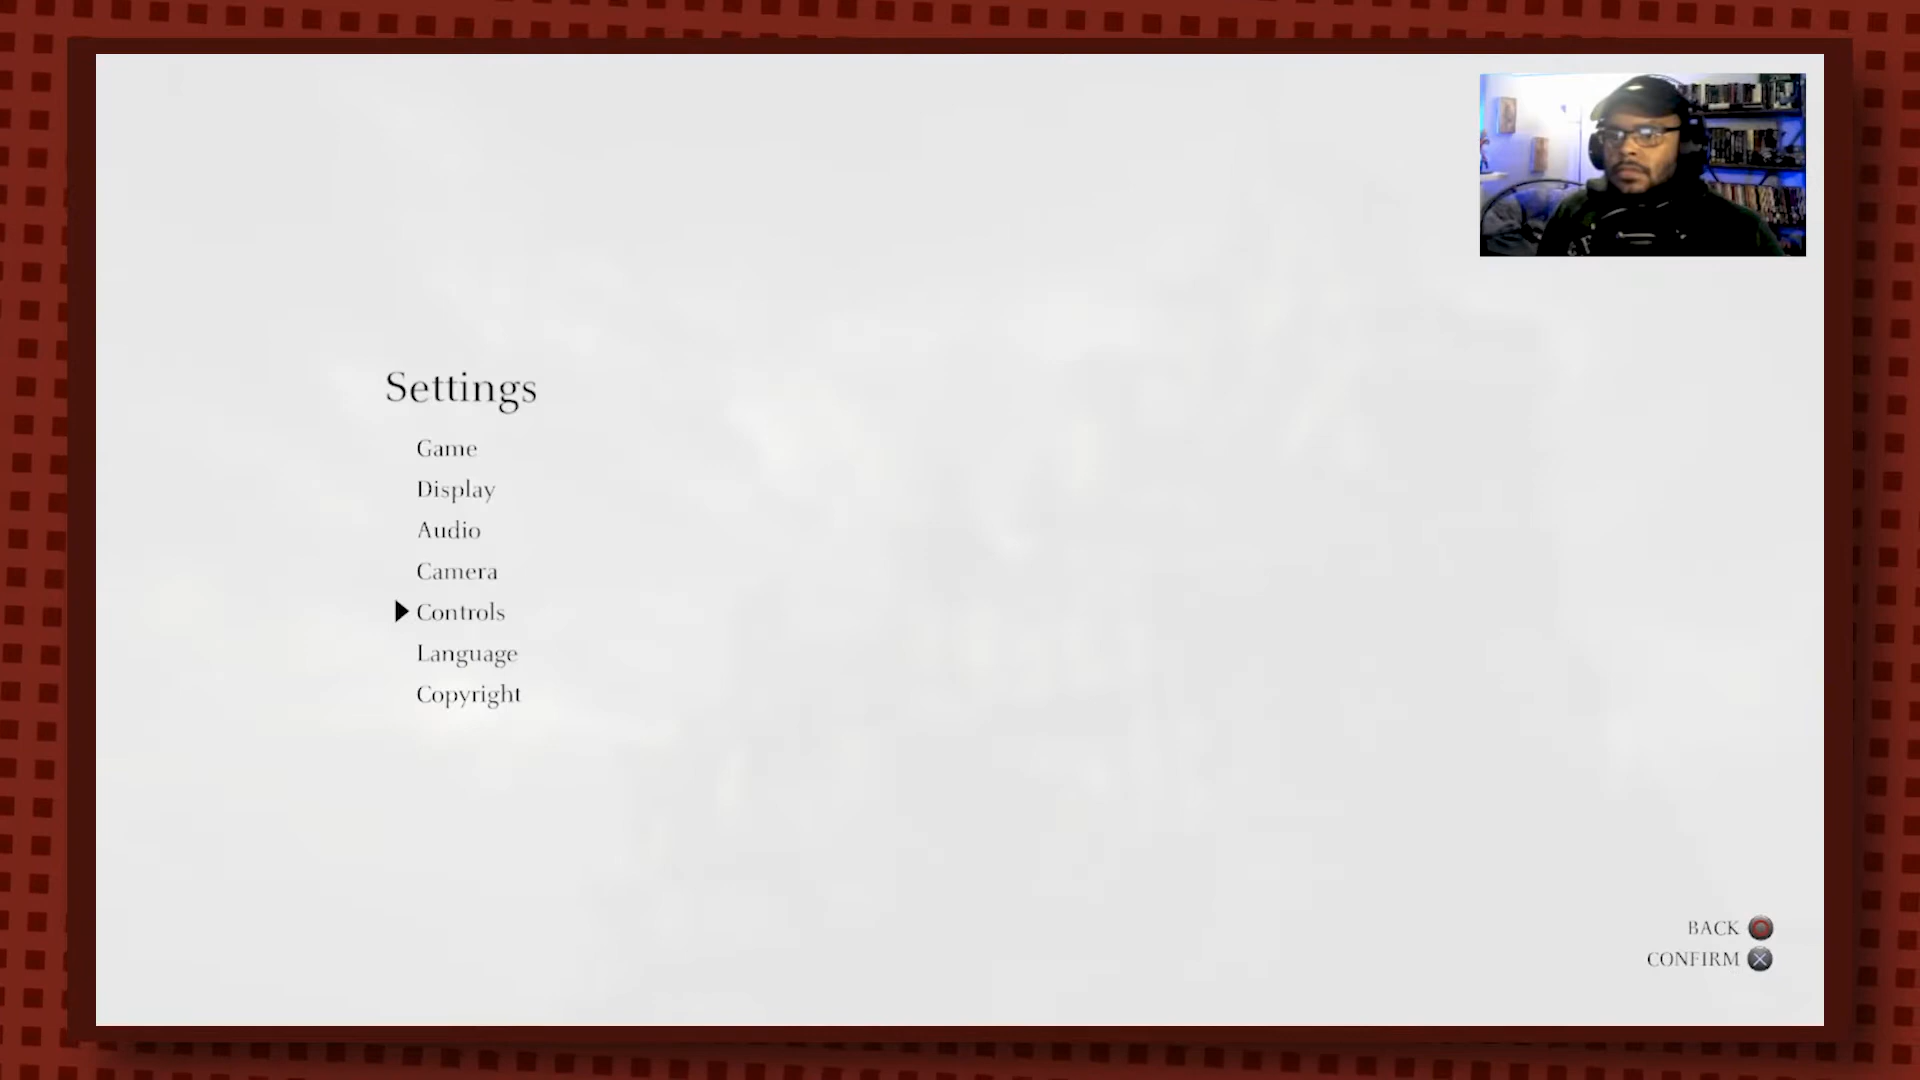 Settings
Game
Display
Audio
Camera
Controls
Language
Copyright
BACK
CONFIRM